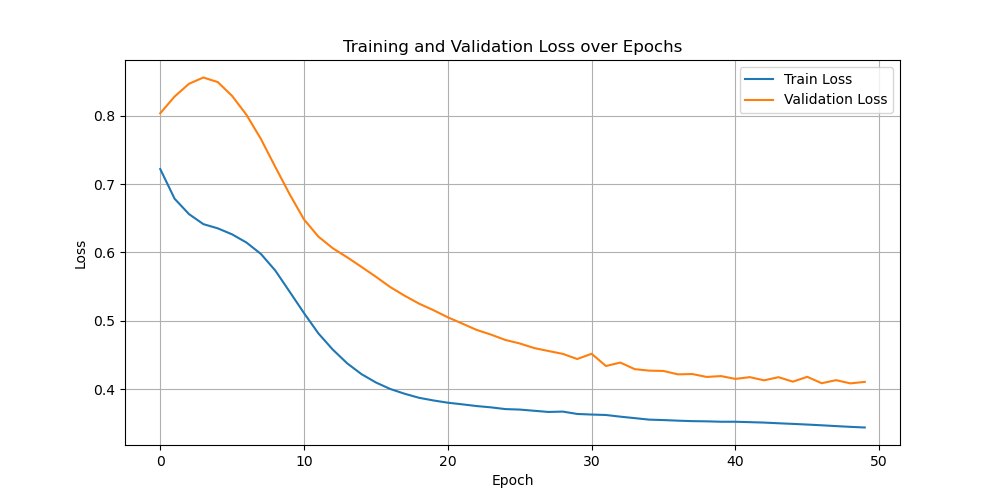 Training and Validation Loss over Epochs
Train Loss
Validation Loss
Loss
0.8
0.7
0.6
0.5
0.4
0 10 20 30 40 50
Epoch